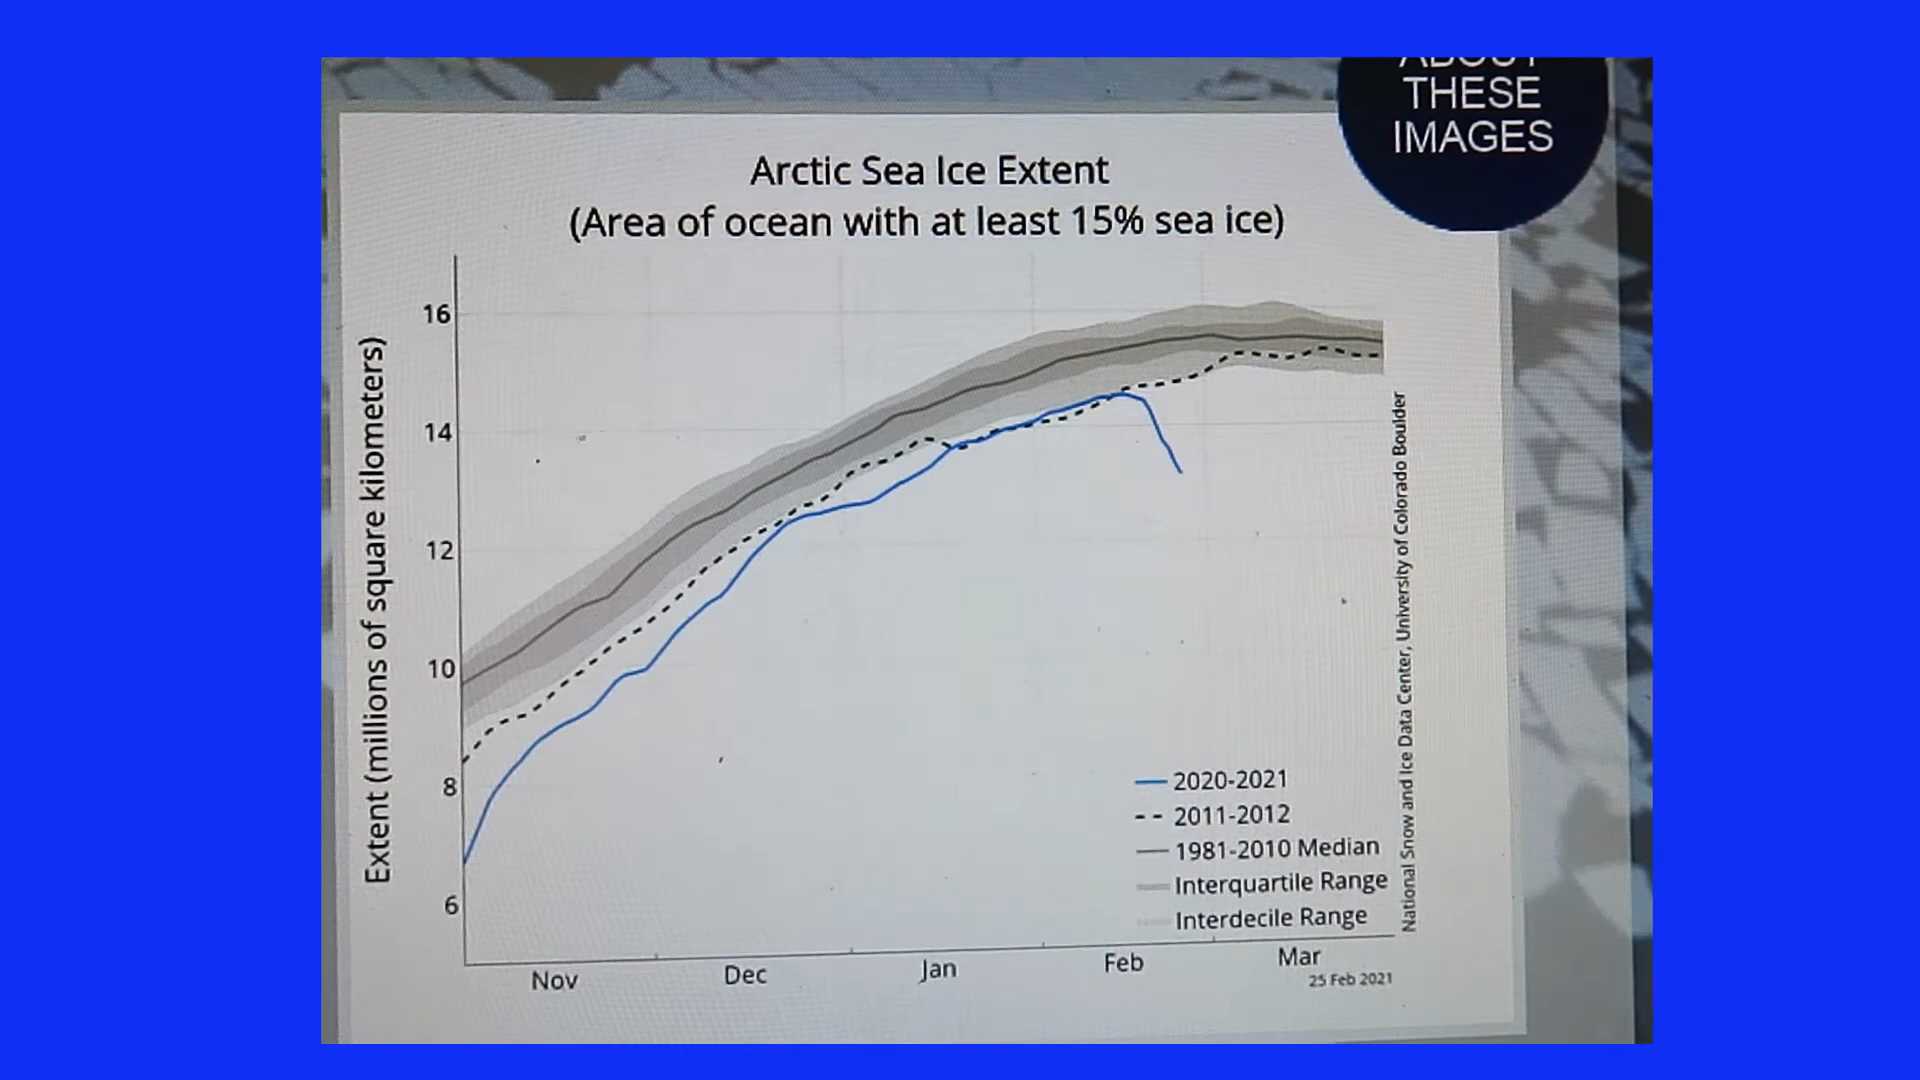 ABOUT
THESE
IMAGES
Arctic Sea Ice Extent
(Area of ocean with at least 15% sea ice)
Extent (millions of square kilometers)
16
14
12
10
8
6
Nov Dec Jan Feb Mar
25 Feb 2021
2020-2021
2011-2012
1981-2010 Median
Interquartile Range
Interdecile Range
National Snow and Ice Data Center, University of Colorado Boulder